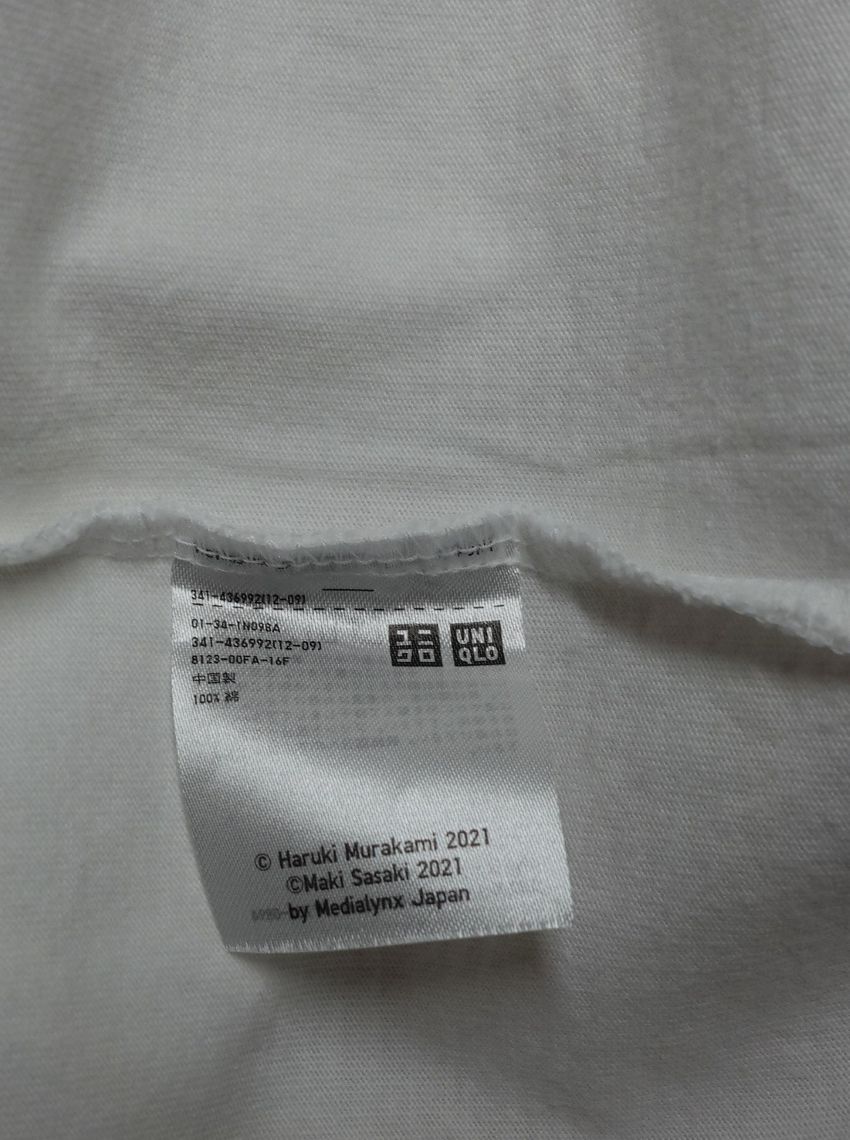 341-436992(12-09)
01-34-1N09BA
341-436992(12-09)
8123-00FA-16F
中国製
100% 綿
ユニ
クロ
UNI
QLO
© Haruki Murakami 2021
©Maki Sasaki 2021
by Medialynx Japan